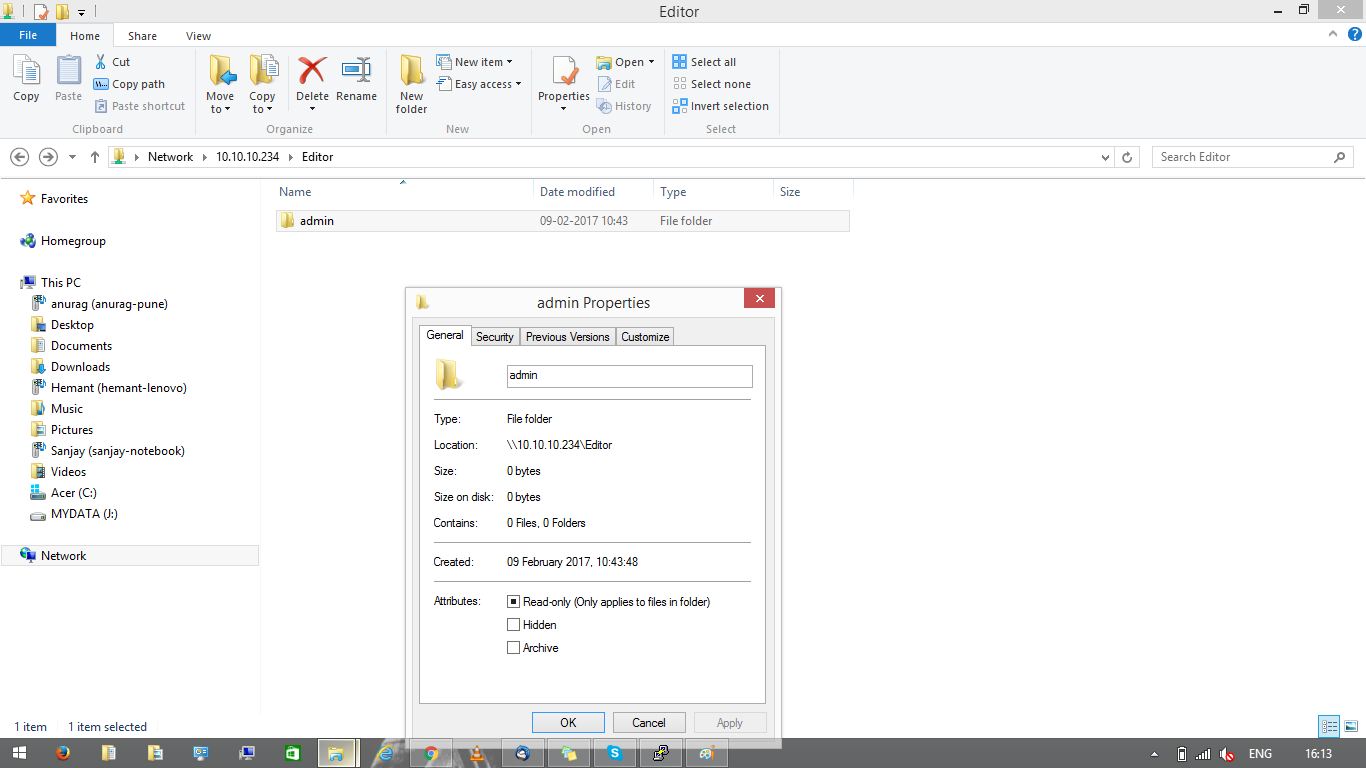 Editor
File Home Share View
Copy
Paste
Cut
Copy path
Paste shortcut
Clipboard
Move to
Copy to
Delete
Rename
Organize
New folder
New item
Easy access
New
Properties
Open
Edit
History
Open
Select all
Select none
Invert selection
Select
Network 10.10.10.234 Editor
Search Editor
Favorites
Homegroup
This PC
anurag (anurag-pune)
Desktop
Documents
Downloads
Hemant (hemant-lenovo)
Music
Pictures
Sanjay (sanjay-notebook)
Videos
Acer (C:)
MYDATA (J:)
Network
Name Date modified Type Size
admin 09-02-2017 10:43 File folder
admin Properties
General Security Previous Versions Customize
admin
Type: File folder
Location: \\10.10.10.234\Editor
Size: 0 bytes
Size on disk: 0 bytes
Contains: 0 Files, 0 Folders
Created: 09 February 2017, 10:43:48
Attributes: Read-only (Only applies to files in folder)
Hidden
Archive
OK Cancel Apply
1 item 1 item selected
ENG 16:13